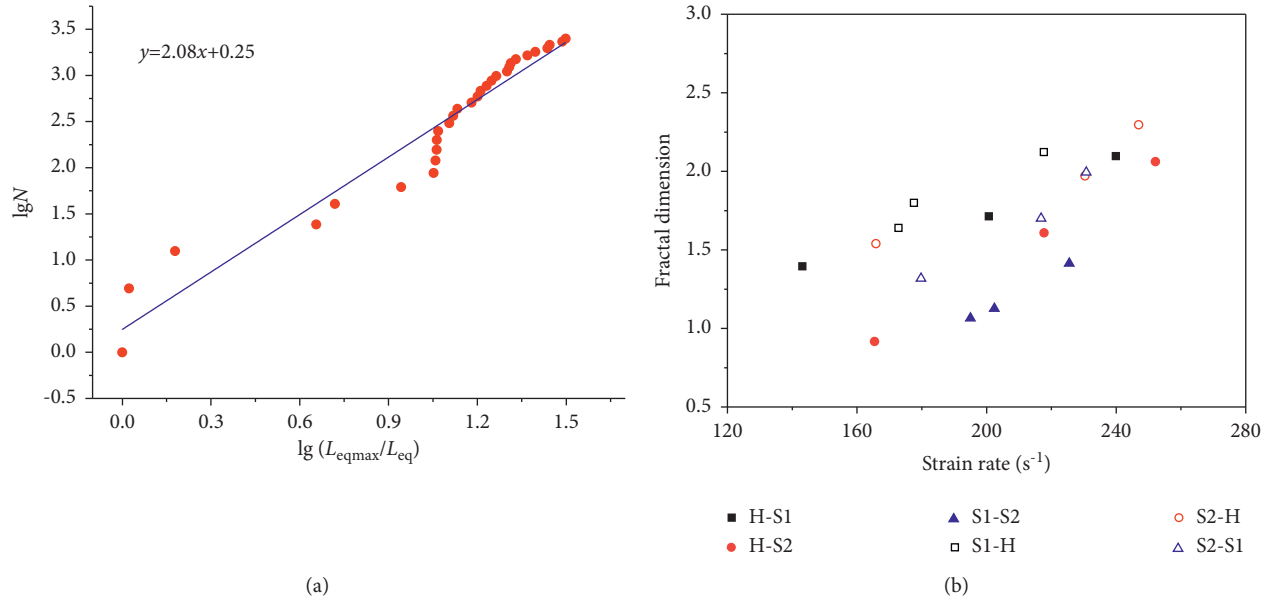 y=2.08x+0.25
lgN
3.5
3.0
2.5
2.0
1.5
1.0
0.5
0.0
-0.5
0.0 0.3 0.6 0.9 1.2 1.5
lg (L_eqmax/L_eq)
(a)
Fractal dimension
3.0
2.5
2.0
1.5
1.0
0.5
120 160 200 240 280
Strain rate (s⁻¹)
H-S1 S1-S2 S2-H
H-S2 S1-H S2-S1
(b)